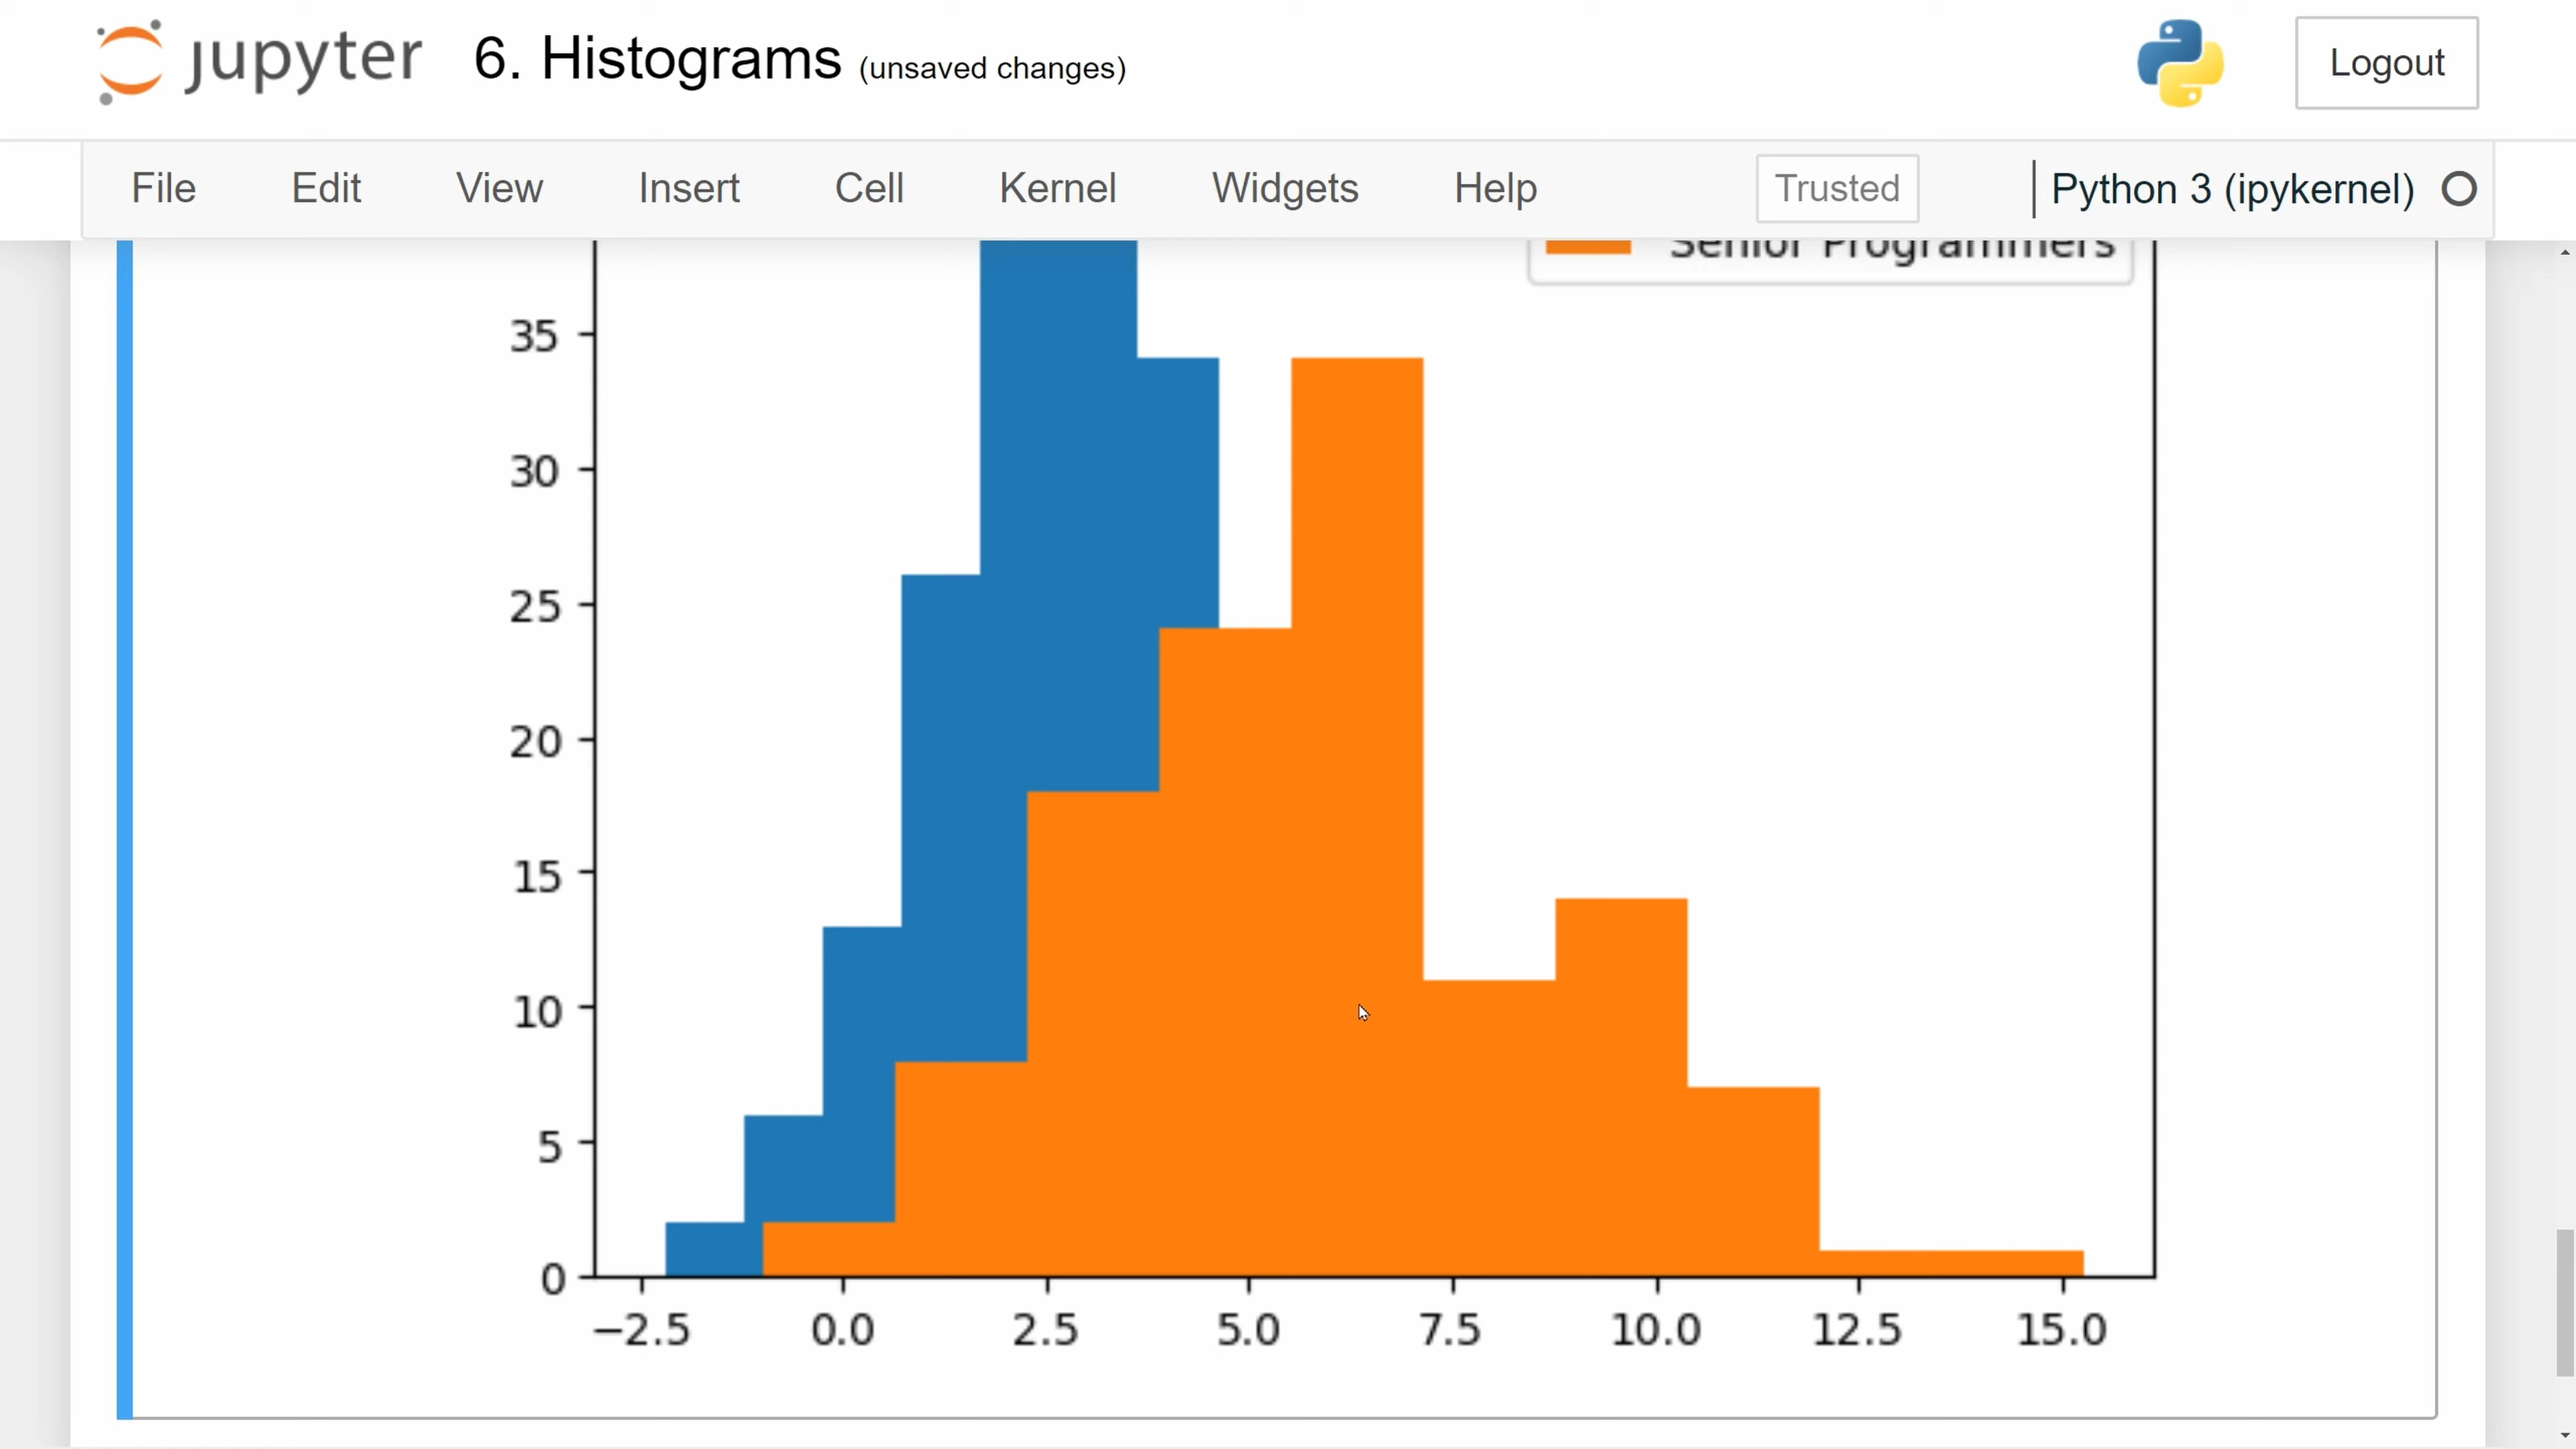 jupyter 6. Histograms (unsaved changes) Logout
File Edit View Insert Cell Kernel Widgets Help Trusted Python 3 (ipykernel)
Senior Programmers
35
30
25
20
15
10
5
0
−2.5 0.0 2.5 5.0 7.5 10.0 12.5 15.0